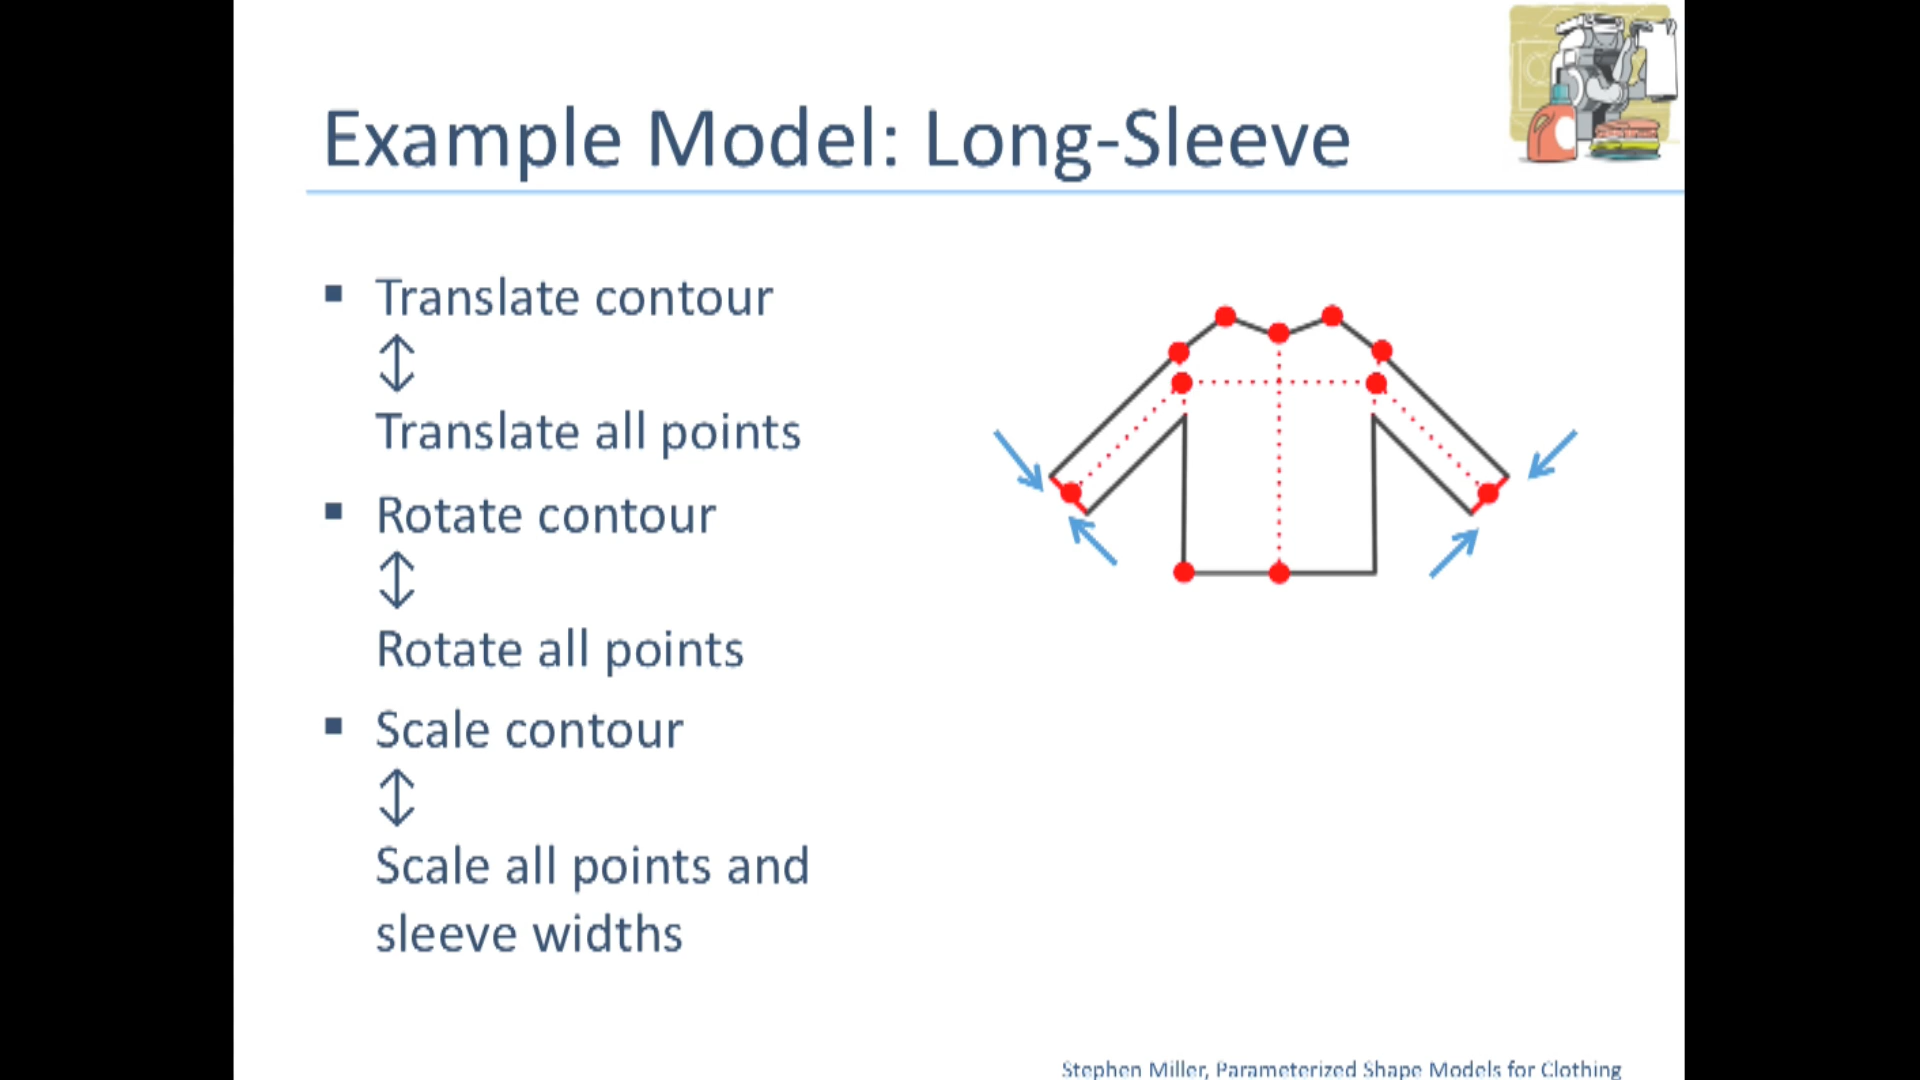 Example Model: Long-Sleeve
▪ Translate contour
↕
Translate all points
▪ Rotate contour
↕
Rotate all points
▪ Scale contour
↕
Scale all points and
sleeve widths
Stephen Miller, Parameterized Shape Models for Clothing